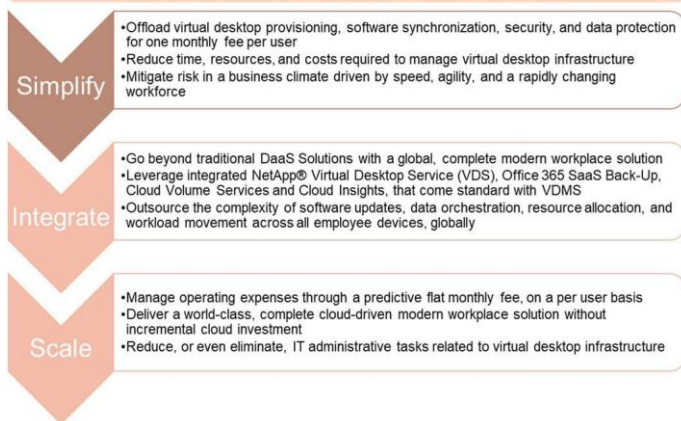 Simplify
•Offload virtual desktop provisioning, software synchronization, security, and data protection
for one monthly fee per user
•Reduce time, resources, and costs required to manage virtual desktop infrastructure
•Mitigate risk in a business climate driven by speed, agility, and a rapidly changing
workforce
Integrate
•Go beyond traditional DaaS Solutions with a global, complete modern workplace solution
•Leverage integrated NetApp® Virtual Desktop Service (VDS), Office 365 SaaS Back-Up,
Cloud Volume Services and Cloud Insights, that come standard with VDMS
•Outsource the complexity of software updates, data orchestration, resource allocation, and
workload movement across all employee devices, globally
Scale
•Manage operating expenses through a predictive flat monthly fee, on a per user basis
•Deliver a world-class, complete cloud-driven modern workplace solution without
incremental cloud investment
•Reduce, or even eliminate, IT administrative tasks related to virtual desktop infrastructure